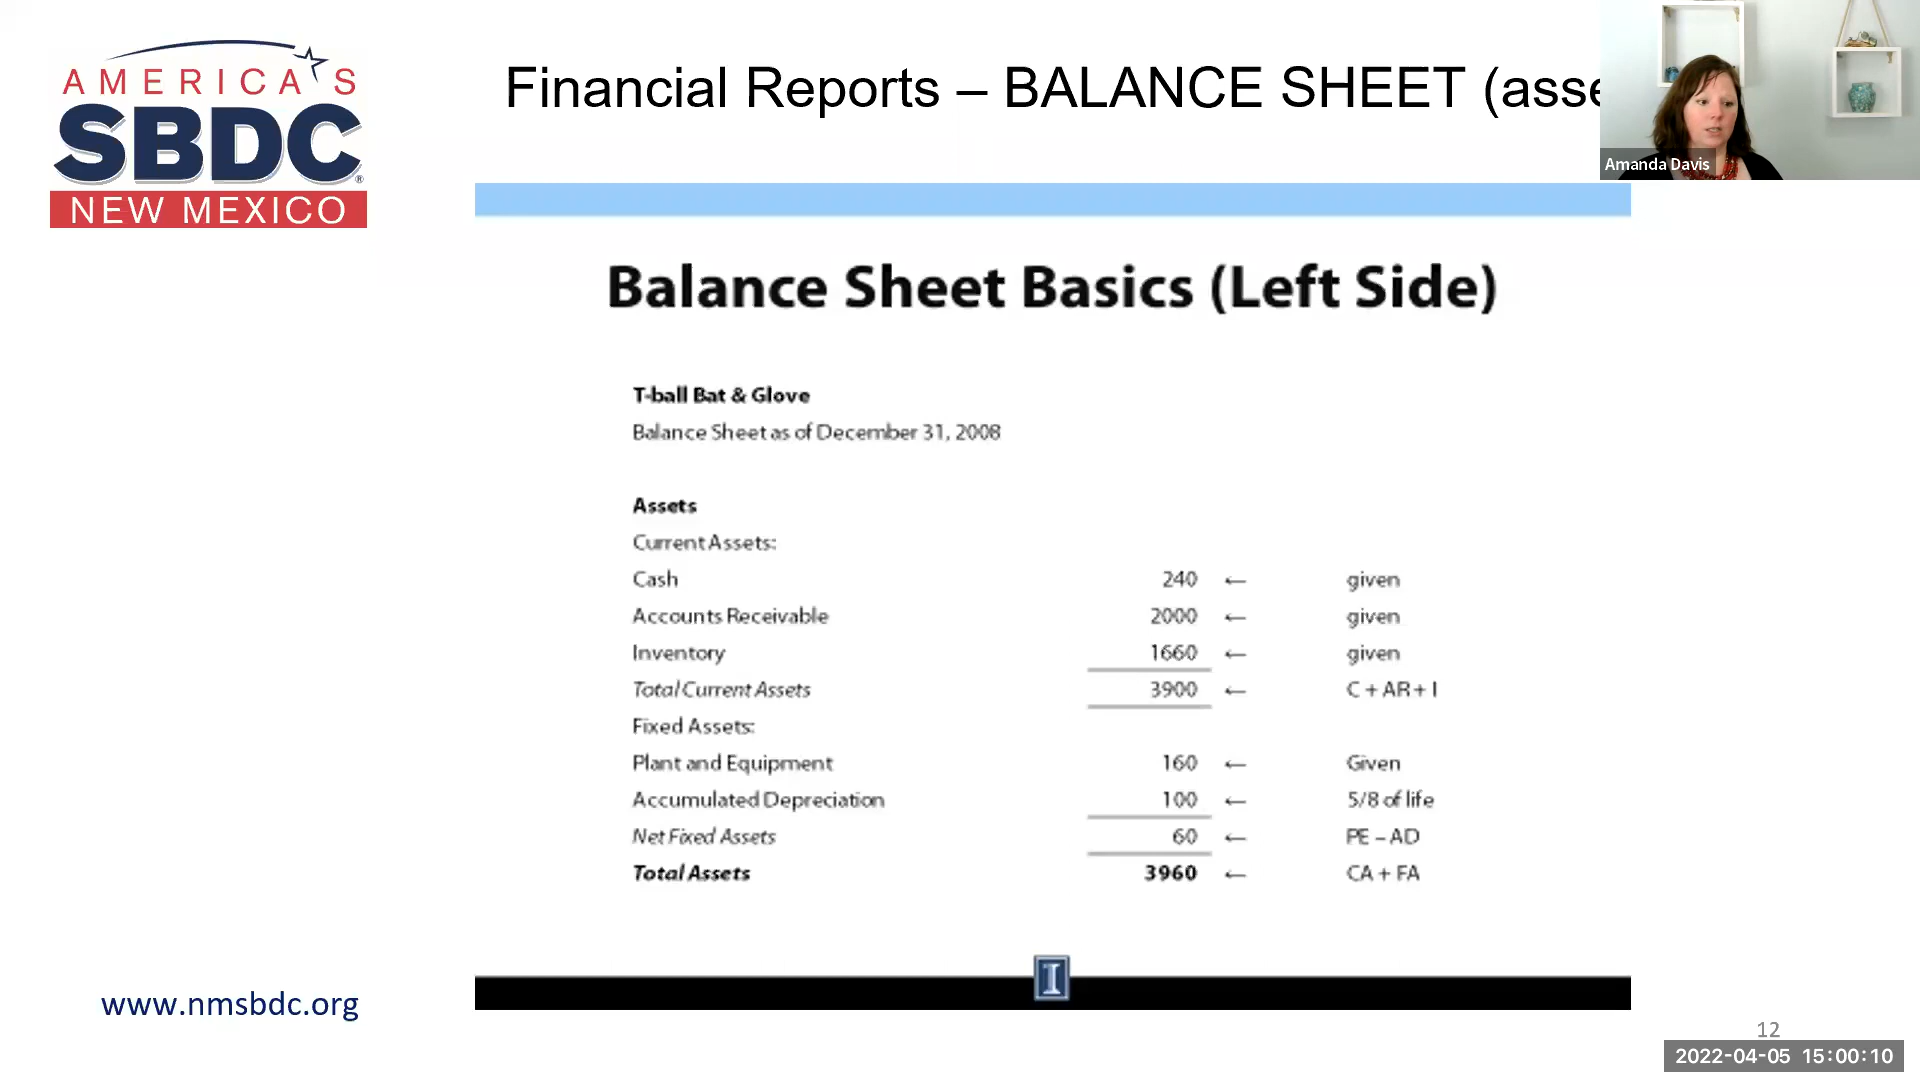 AMERICA'S
SBDC®
NEW MEXICO
Financial Reports – BALANCE SHEET (asse
Amanda Davis
Balance Sheet Basics (Left Side)
T-ball Bat & Glove
Balance Sheet as of December 31, 2008
Assets
Current Assets:
Cash 240 ← given
Accounts Receivable 2000 ← given
Inventory 1660 ← given
Total Current Assets 3900 ← C + AR + I
Fixed Assets:
Plant and Equipment 160 ← Given
Accumulated Depreciation 100 ← 5/8 of life
Net Fixed Assets 60 ← PE – AD
Total Assets 3960 ← CA + FA
I
www.nmsbdc.org
12
2022-04-05 15:00:10